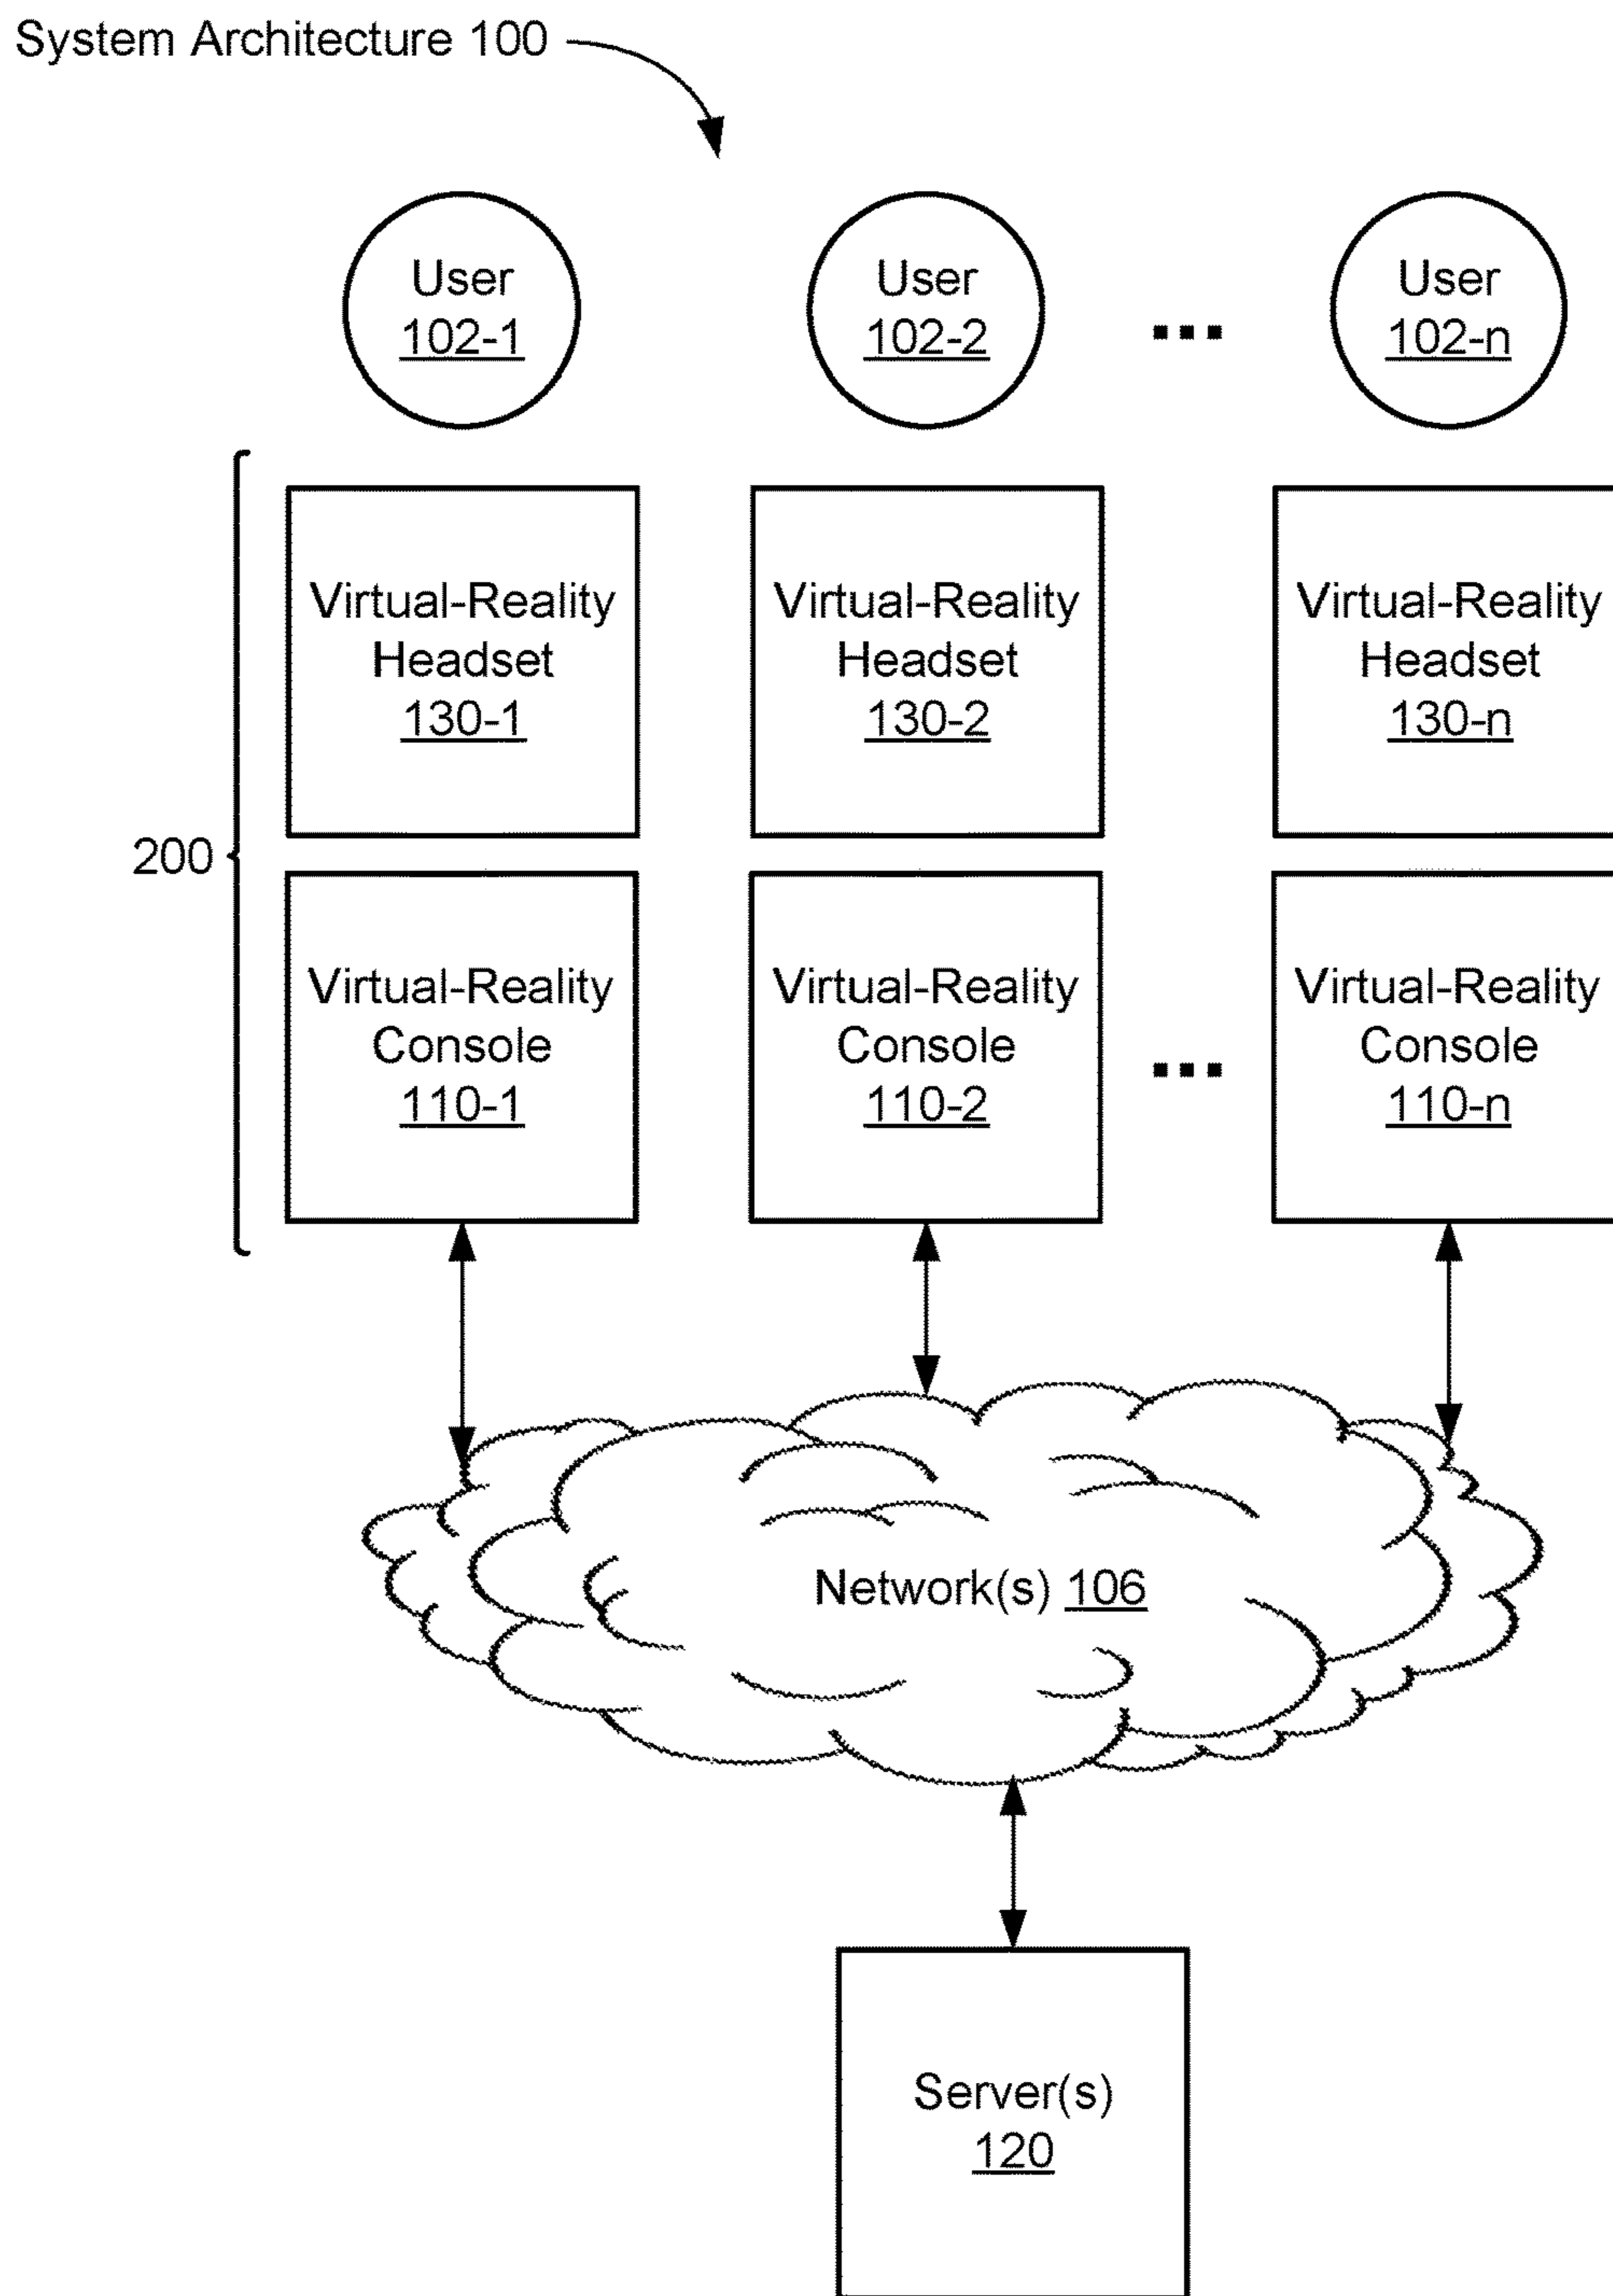 System Architecture 100
User
102-1
User
102-2
...
User
102-n
Virtual-Reality
Headset
130-1
Virtual-Reality
Headset
130-2
Virtual-Reality
Headset
130-n
200
Virtual-Reality
Console
110-1
Virtual-Reality
Console
110-2
...
Virtual-Reality
Console
110-n
Network(s) 106
Server(s)
120